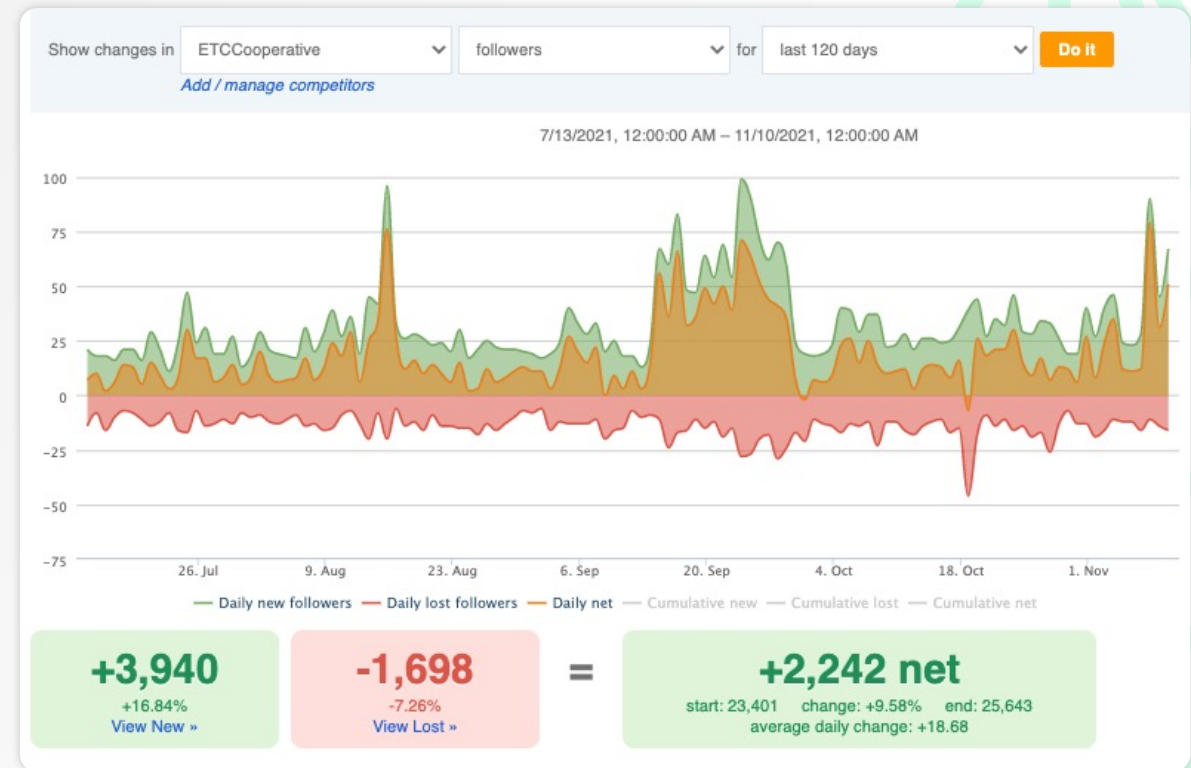 Show changes in ETCCooperative followers for last 120 days Do it
Add / manage competitors
7/13/2021, 12:00:00 AM – 11/10/2021, 12:00:00 AM
100
75
50
25
0
−25
−50
−75
26. Jul 9. Aug 23. Aug 6. Sep 20. Sep 4. Oct 18. Oct 1. Nov
Daily new followers Daily lost followers Daily net Cumulative new Cumulative lost Cumulative net
+3,940 -1,698 = +2,242 net
+16.84% -7.26% start: 23,401 change: +9.58% end: 25,643
View New » View Lost » average daily change: +18.68